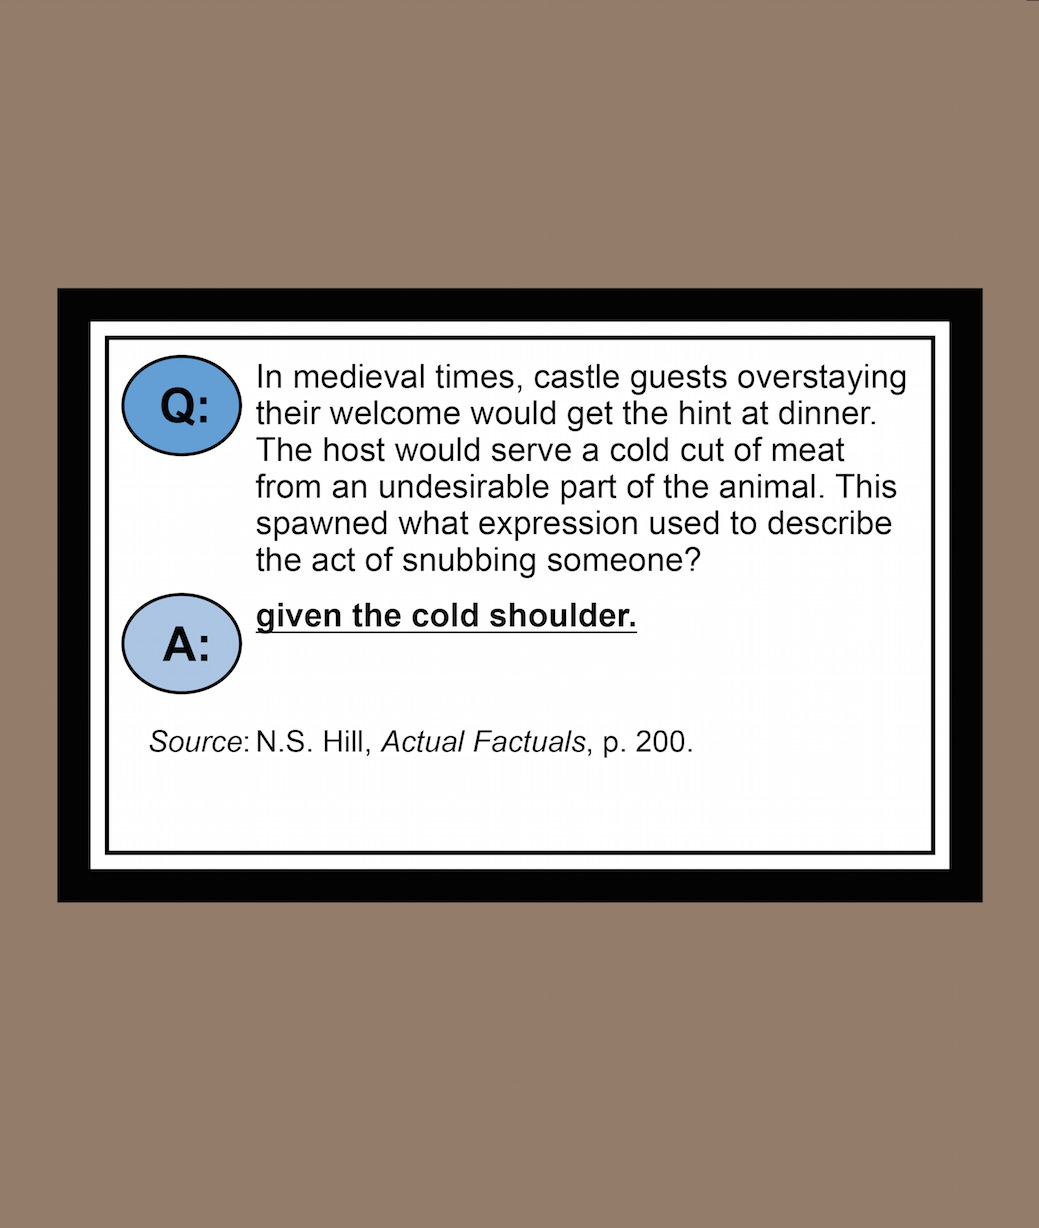 Q:
In medieval times, castle guests overstaying
their welcome would get the hint at dinner.
The host would serve a cold cut of meat
from an undesirable part of the animal. This
spawned what expression used to describe
the act of snubbing someone?
A:
given the cold shoulder.
Source: N.S. Hill, Actual Factuals, p. 200.